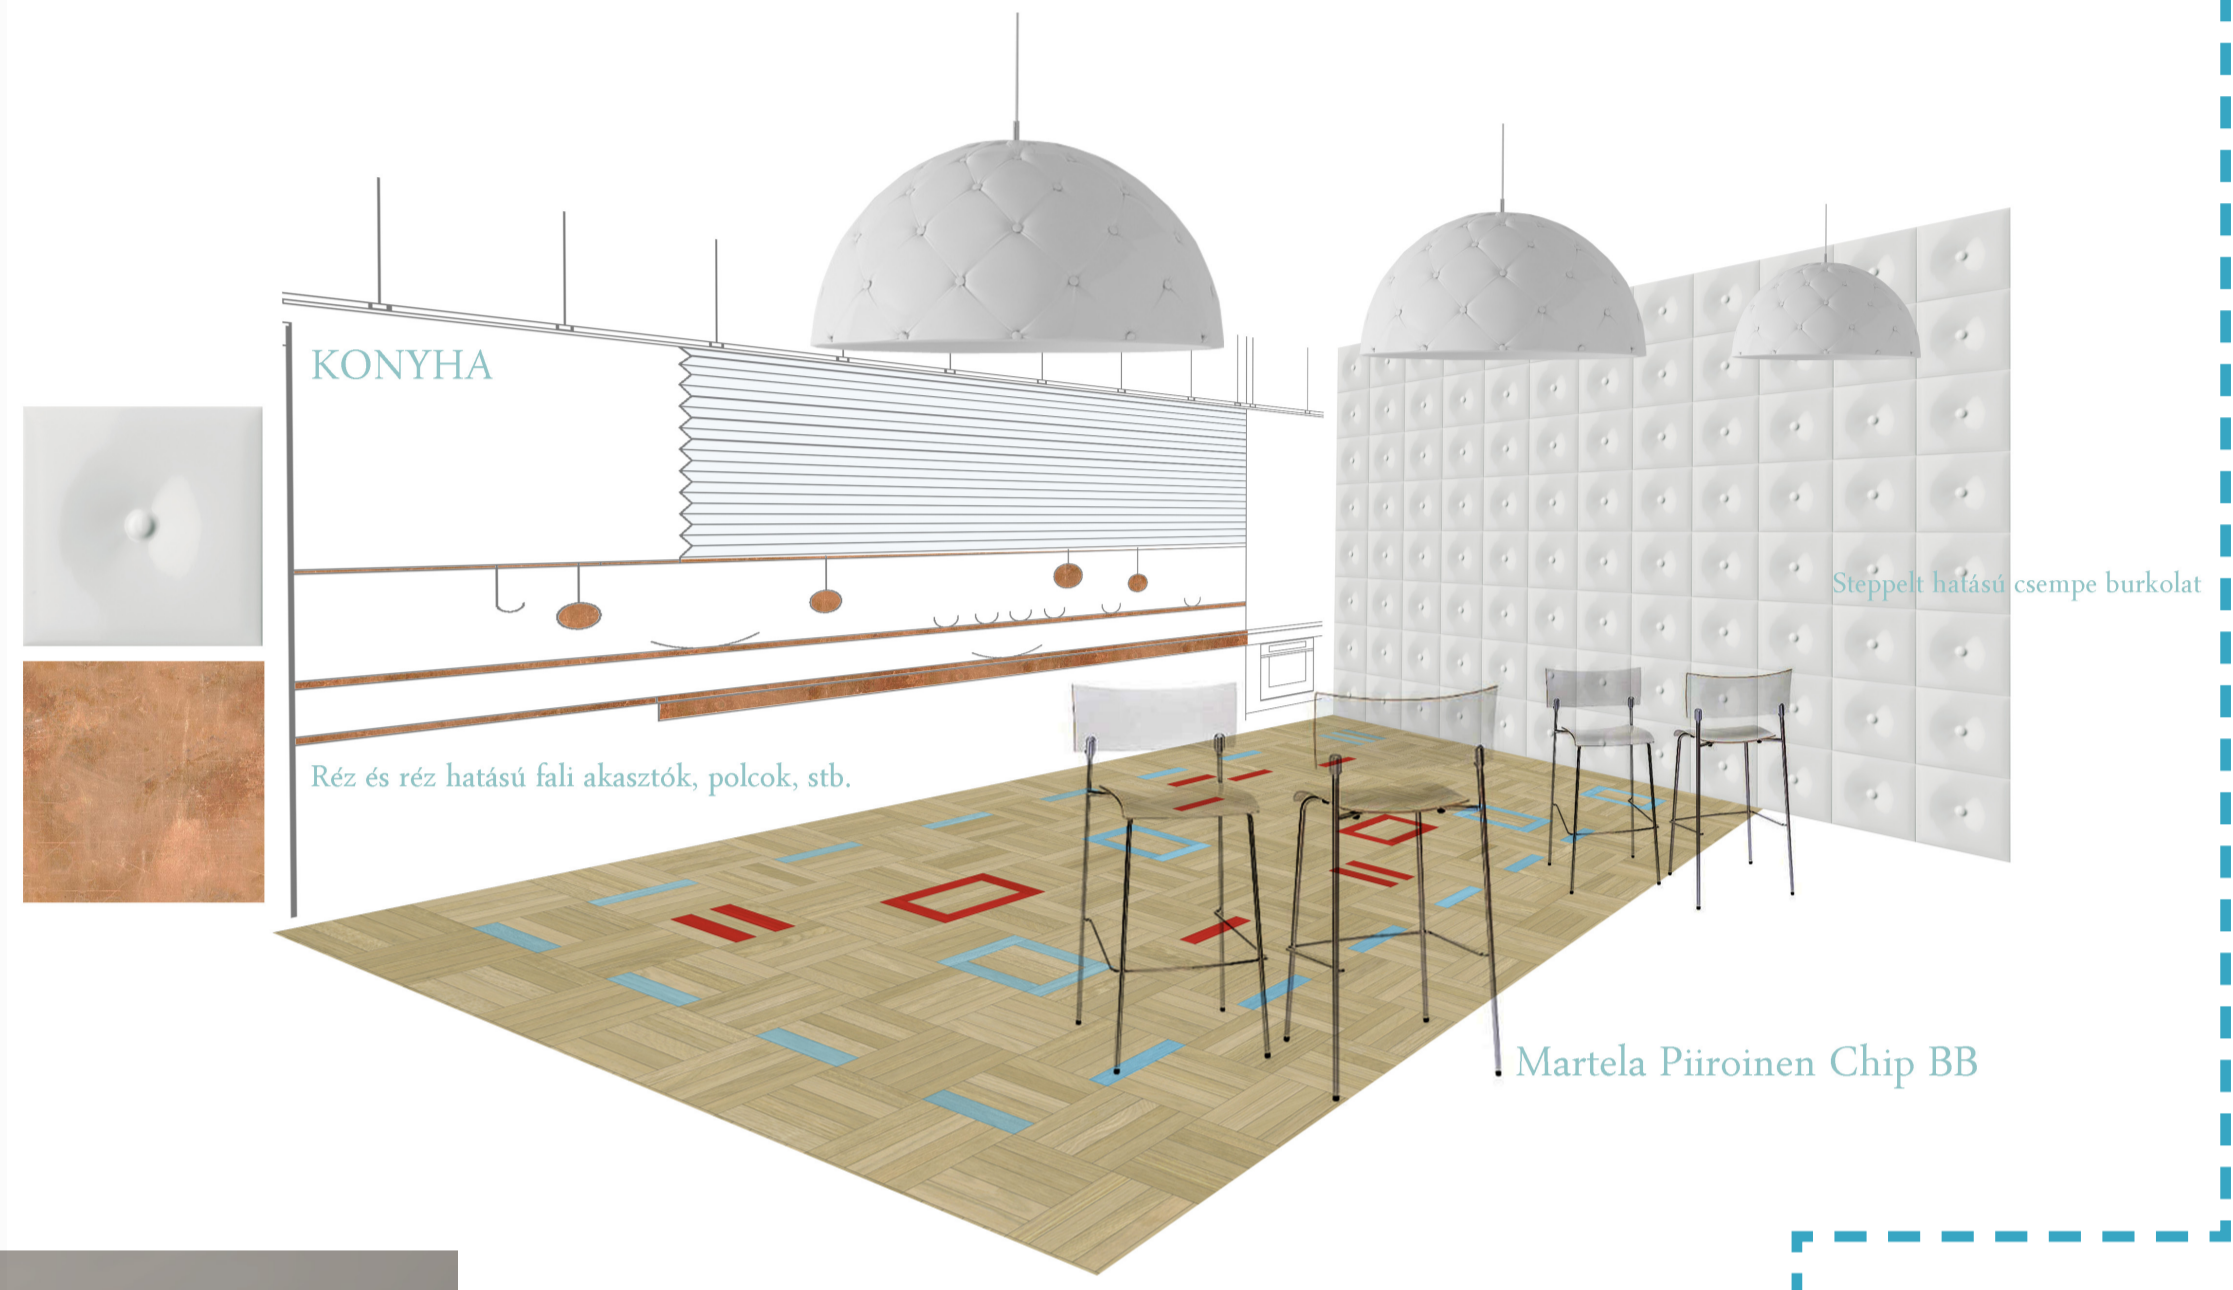 KONYHA
Steppelt hatású csempe burkolat
Réz és réz hatású fali akasztók, polcok, stb.
Martela Piiroinen Chip BB